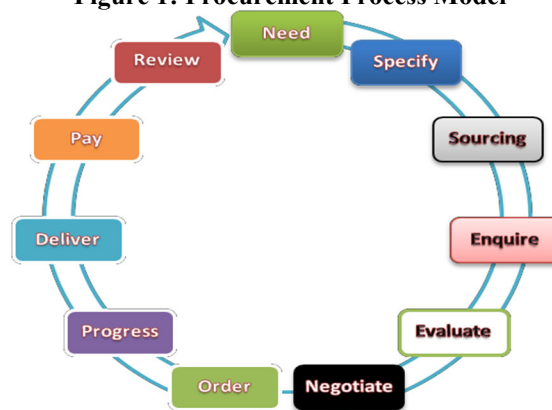 Figure 1: Procurement Process Model
Need
Specify
Sourcing
Enquire
Evaluate
Negotiate
Order
Progress
Deliver
Pay
Review